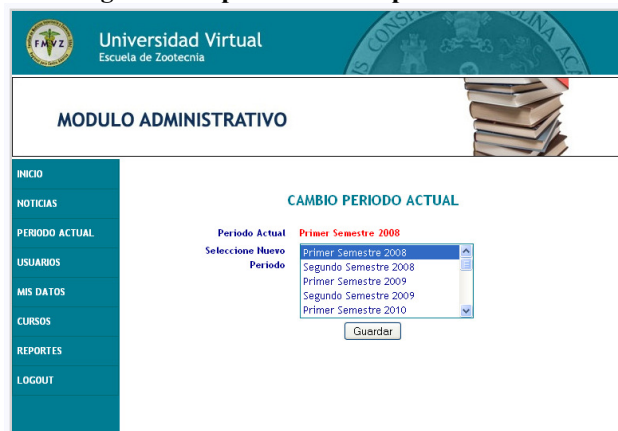 FMVZ
Universidad Virtual
Escuela de Zootecnia
MODULO ADMINISTRATIVO
INICIO
NOTICIAS
PERIODO ACTUAL
USUARIOS
MIS DATOS
CURSOS
REPORTES
LOGOUT
CAMBIO PERIODO ACTUAL
Periodo Actual Primer Semestre 2008
Seleccione Nuevo
Periodo
Primer Semestre 2008
Segundo Semestre 2008
Primer Semestre 2009
Segundo Semestre 2009
Primer Semestre 2010
Guardar